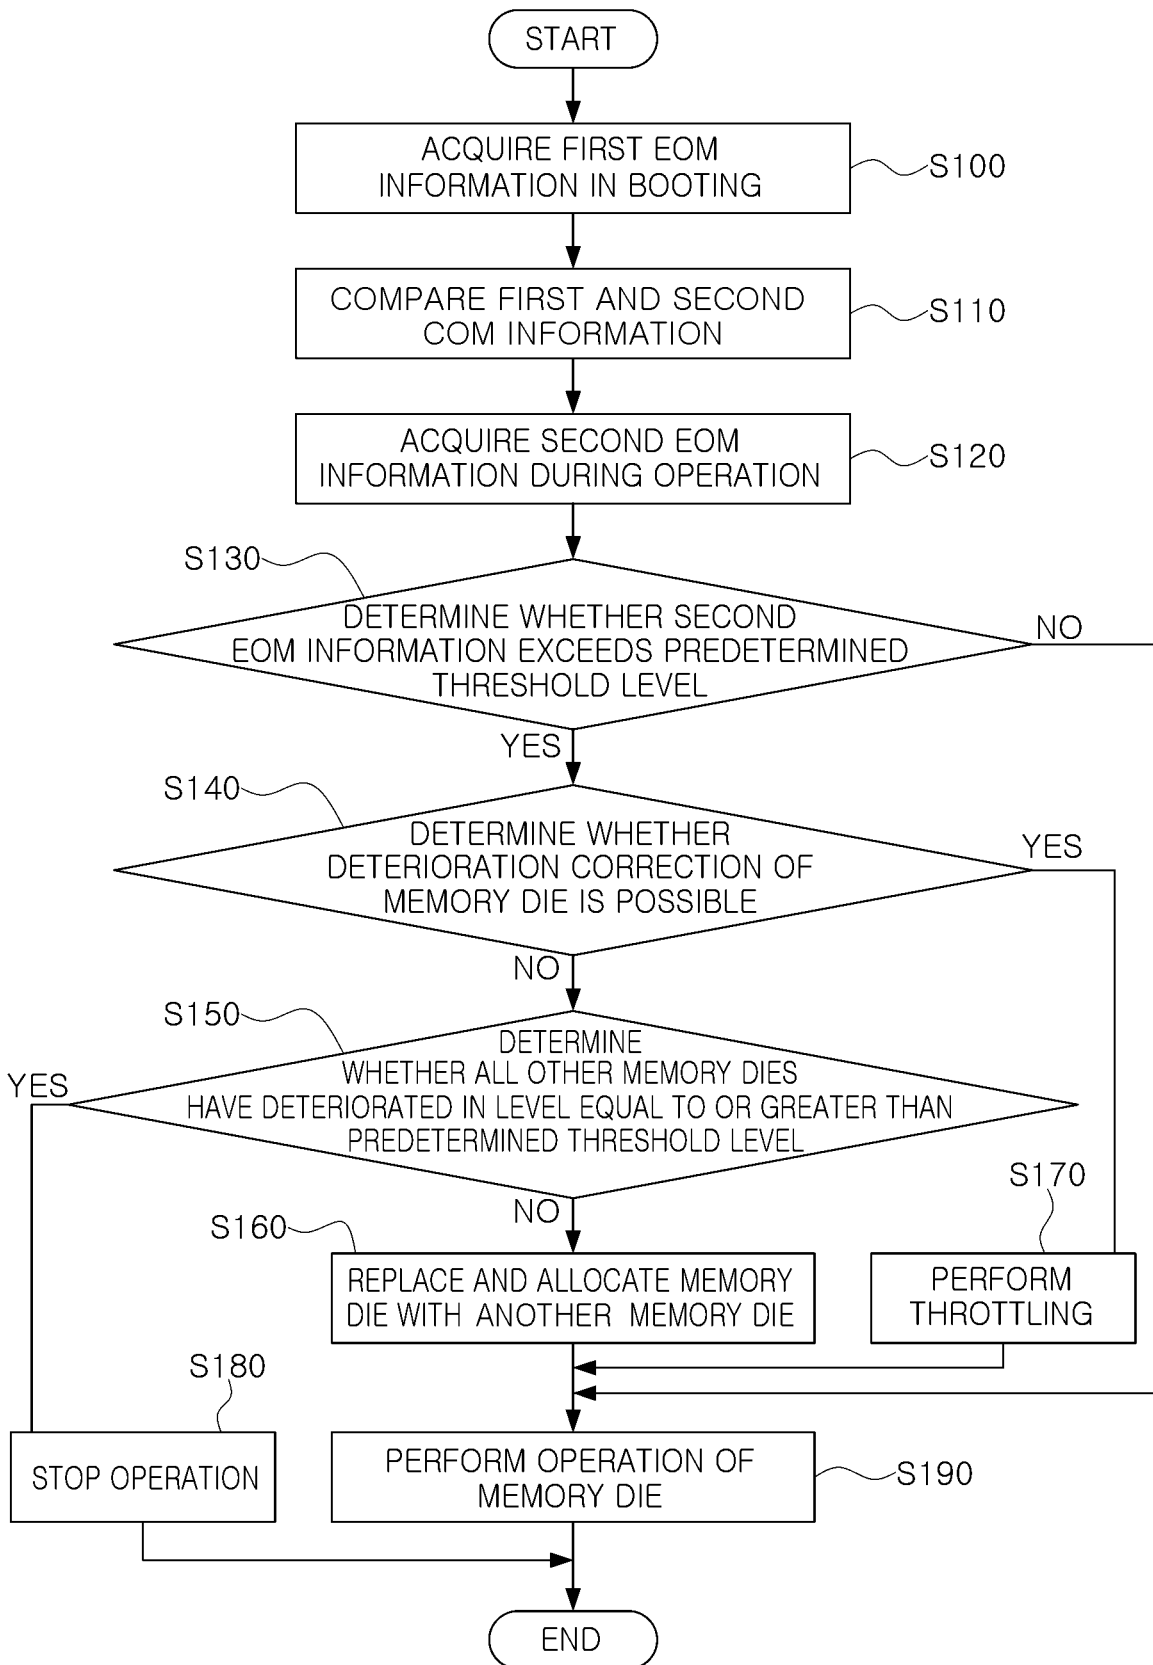 START
ACQUIRE FIRST EOM
INFORMATION IN BOOTING
S100
COMPARE FIRST AND SECOND
COM INFORMATION
S110
ACQUIRE SECOND EOM
INFORMATION DURING OPERATION
S120
S130
DETERMINE WHETHER SECOND
EOM INFORMATION EXCEEDS PREDETERMINED
THRESHOLD LEVEL
NO
YES
S140
DETERMINE WHETHER
DETERIORATION CORRECTION OF
MEMORY DIE IS POSSIBLE
YES
NO
S150
DETERMINE
WHETHER ALL OTHER MEMORY DIES
HAVE DETERIORATED IN LEVEL EQUAL TO OR GREATER THAN
PREDETERMINED THRESHOLD LEVEL
YES
NO
S160
REPLACE AND ALLOCATE MEMORY
DIE WITH ANOTHER MEMORY DIE
S170
PERFORM
THROTTLING
S180
STOP OPERATION
PERFORM OPERATION OF
MEMORY DIE
S190
END